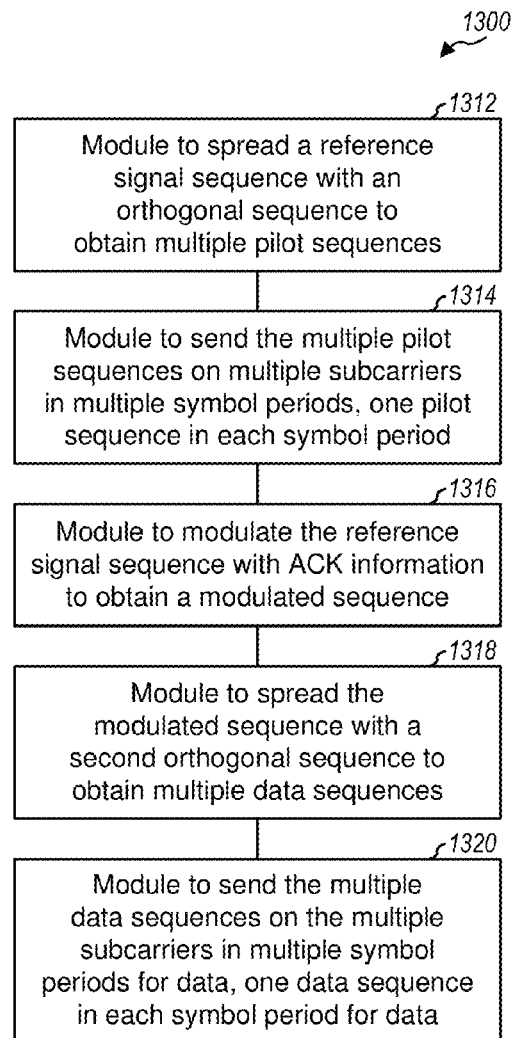 1300
1312
Module to spread a reference
signal sequence with an
orthogonal sequence to
obtain multiple pilot sequences
1314
Module to send the multiple pilot
sequences on multiple subcarriers
in multiple symbol periods, one pilot
sequence in each symbol period
1316
Module to modulate the reference
signal sequence with ACK information
to obtain a modulated sequence
1318
Module to spread the
modulated sequence with a
second orthogonal sequence to
obtain multiple data sequences
1320
Module to send the multiple
data sequences on the multiple
subcarriers in multiple symbol
periods for data, one data sequence
in each symbol period for data